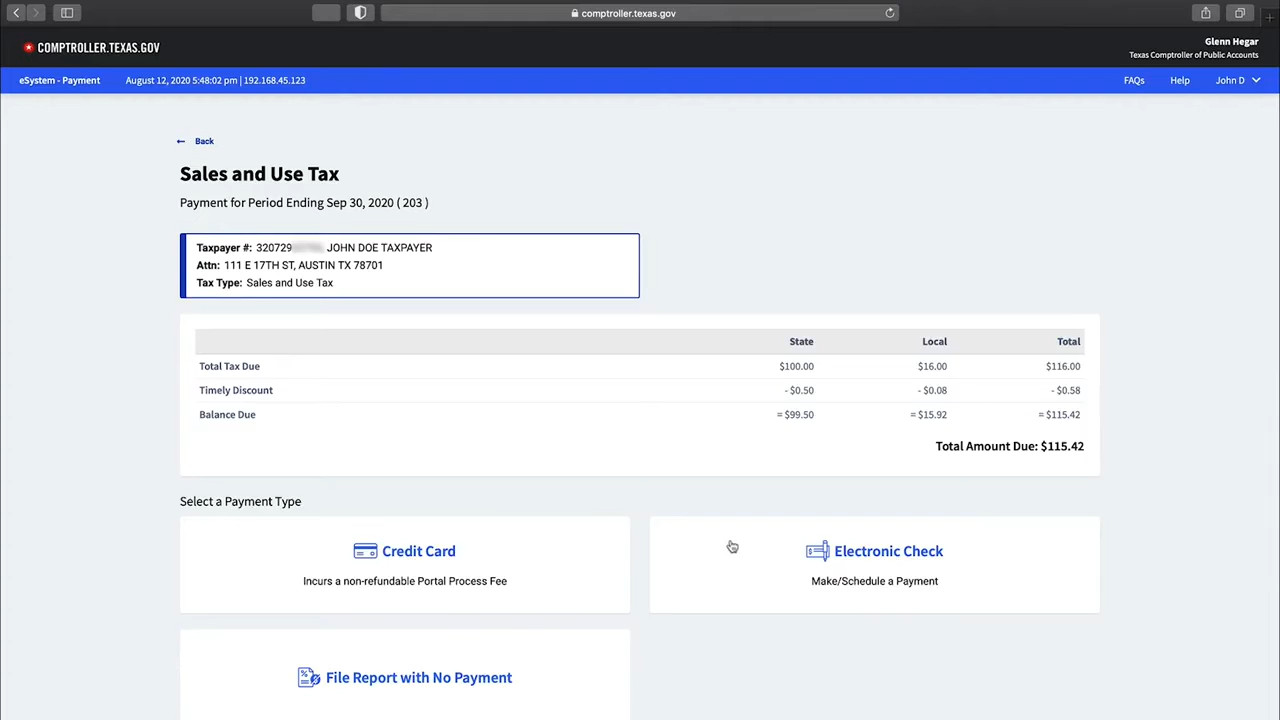 comptroller.texas.gov
COMPTROLLER.TEXAS.GOV
Glenn Hegar
Texas Comptroller of Public Accounts
eSystem - Payment August 12, 2020 5:48:02 pm | 192.168.45.123 FAQs Help John D
← Back
Sales and Use Tax
Payment for Period Ending Sep 30, 2020 ( 203 )
Taxpayer #: 320729 JOHN DOE TAXPAYER
Attn: 111 E 17TH ST, AUSTIN TX 78701
Tax Type: Sales and Use Tax
State Local Total
Total Tax Due $100.00 $16.00 $116.00
Timely Discount - $0.50 - $0.08 - $0.58
Balance Due = $99.50 = $15.92 = $115.42
Total Amount Due: $115.42
Select a Payment Type
Credit Card
Incurs a non-refundable Portal Process Fee
Electronic Check
Make/Schedule a Payment
File Report with No Payment